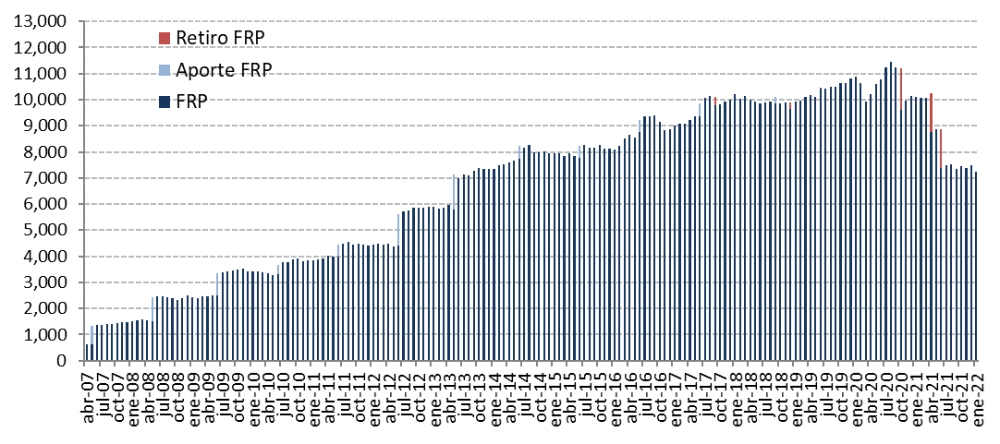 13,000
12,000
11,000
10,000
9,000
8,000
7,000
6,000
5,000
4,000
3,000
2,000
1,000
0
Retiro FRP
Aporte FRP
FRP
abr-07
jul-07
oct-07
ene-08
abr-08
jul-08
oct-08
ene-09
abr-09
jul-09
oct-09
ene-10
abr-10
jul-10
oct-10
ene-11
abr-11
jul-11
oct-11
ene-12
abr-12
jul-12
oct-12
ene-13
abr-13
jul-13
oct-13
ene-14
abr-14
jul-14
oct-14
ene-15
abr-15
jul-15
oct-15
ene-16
abr-16
jul-16
oct-16
ene-17
abr-17
jul-17
oct-17
ene-18
abr-18
jul-18
oct-18
ene-19
abr-19
jul-19
oct-19
ene-20
abr-20
jul-20
oct-20
ene-21
abr-21
jul-21
oct-21
ene-22